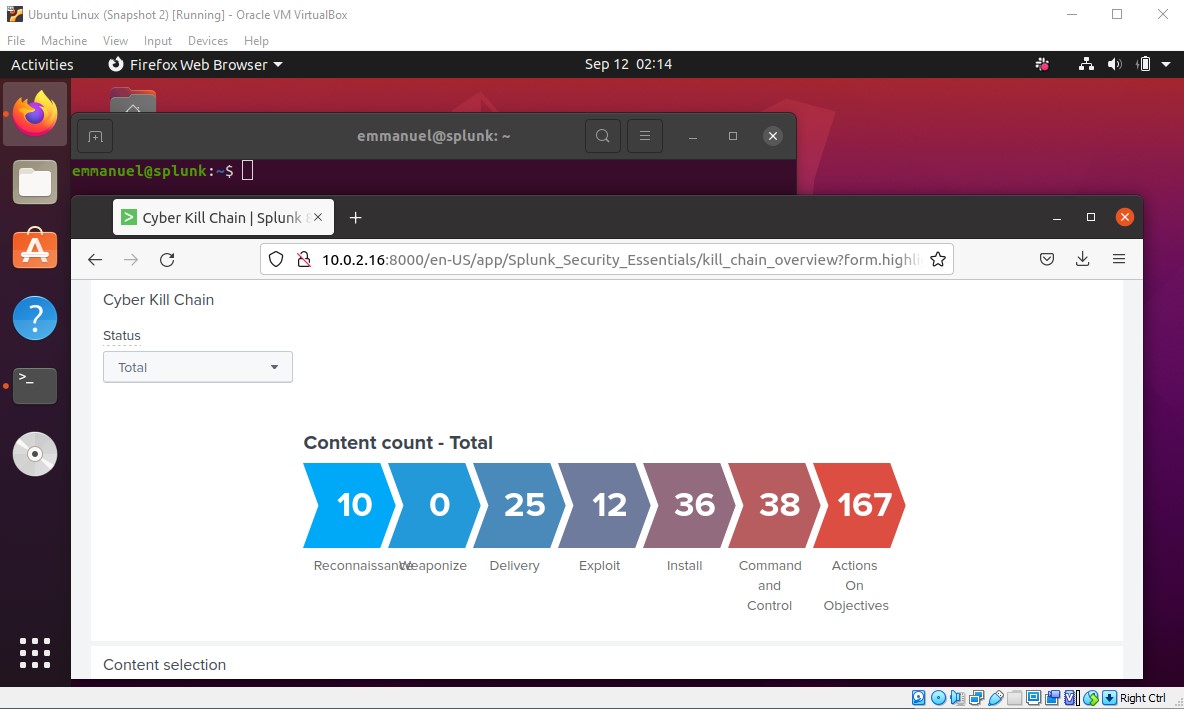 Ubuntu Linux (Snapshot 2) [Running] - Oracle VM VirtualBox
File Machine View Input Devices Help
Activities Firefox Web Browser Sep 12 02:14
emmanuel@splunk: ~
emmanuel@splunk:~$
Cyber Kill Chain | Splunk 8
10.0.2.16:8000/en-US/app/Splunk_Security_Essentials/kill_chain_overview?form.highli
Cyber Kill Chain
Status
Total
Content count - Total
10 0 25 12 36 38 167
Reconnaissance Weaponize Delivery Exploit Install Command Actions
and On
Control Objectives
Content selection
Right Ctrl